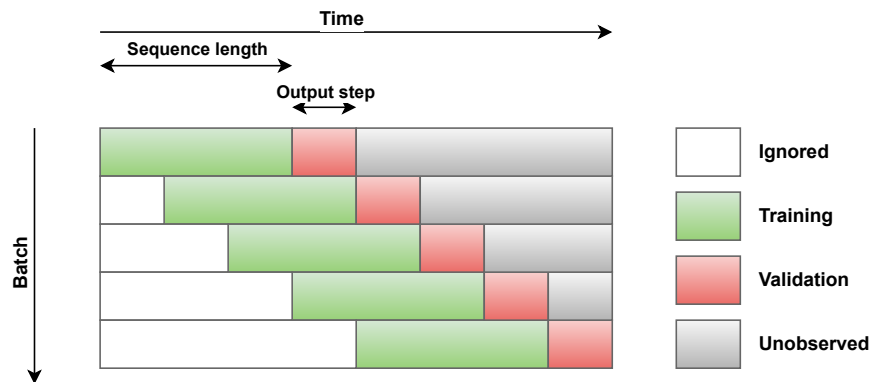 Time
Sequence length
Output step
Batch
Ignored
Training
Validation
Unobserved